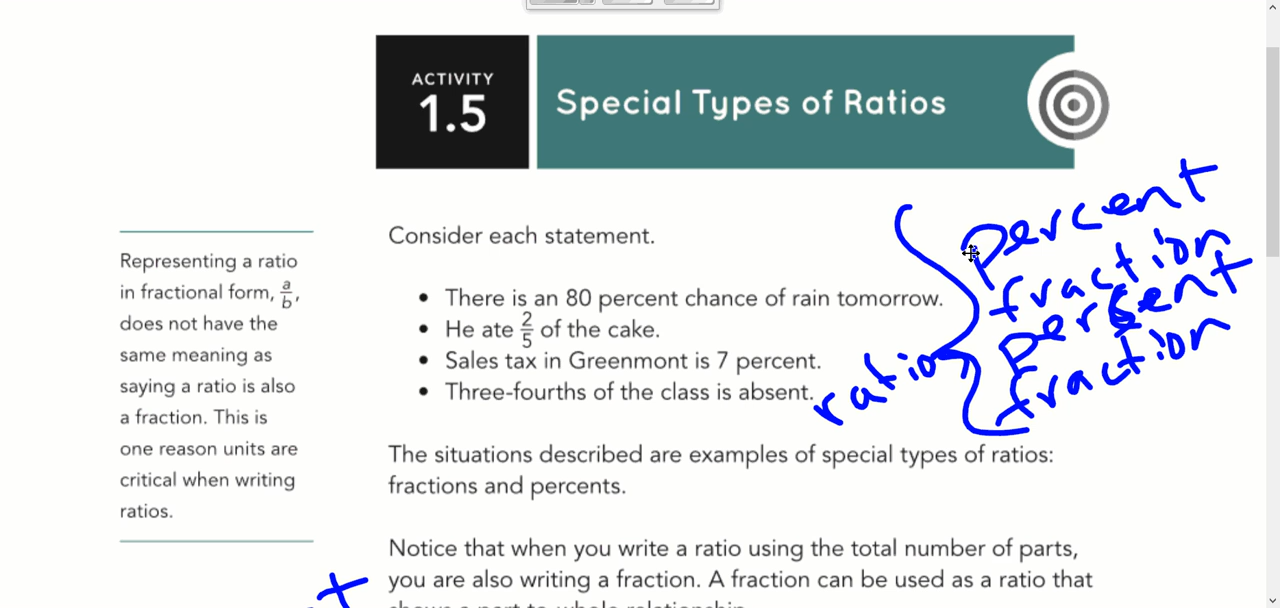 ACTIVITY
1.5
Special Types of Ratios
Representing a ratio
in fractional form, a/b,
does not have the
same meaning as
saying a ratio is also
a fraction. This is
one reason units are
critical when writing
ratios.
Consider each statement.
• There is an 80 percent chance of rain tomorrow.
• He ate 2/5 of the cake.
• Sales tax in Greenmont is 7 percent.
• Three-fourths of the class is absent.
ratio
percent
fraction
percent
fraction
The situations described are examples of special types of ratios:
fractions and percents.
Notice that when you write a ratio using the total number of parts,
you are also writing a fraction. A fraction can be used as a ratio that
shows a part-to-whole relationship.